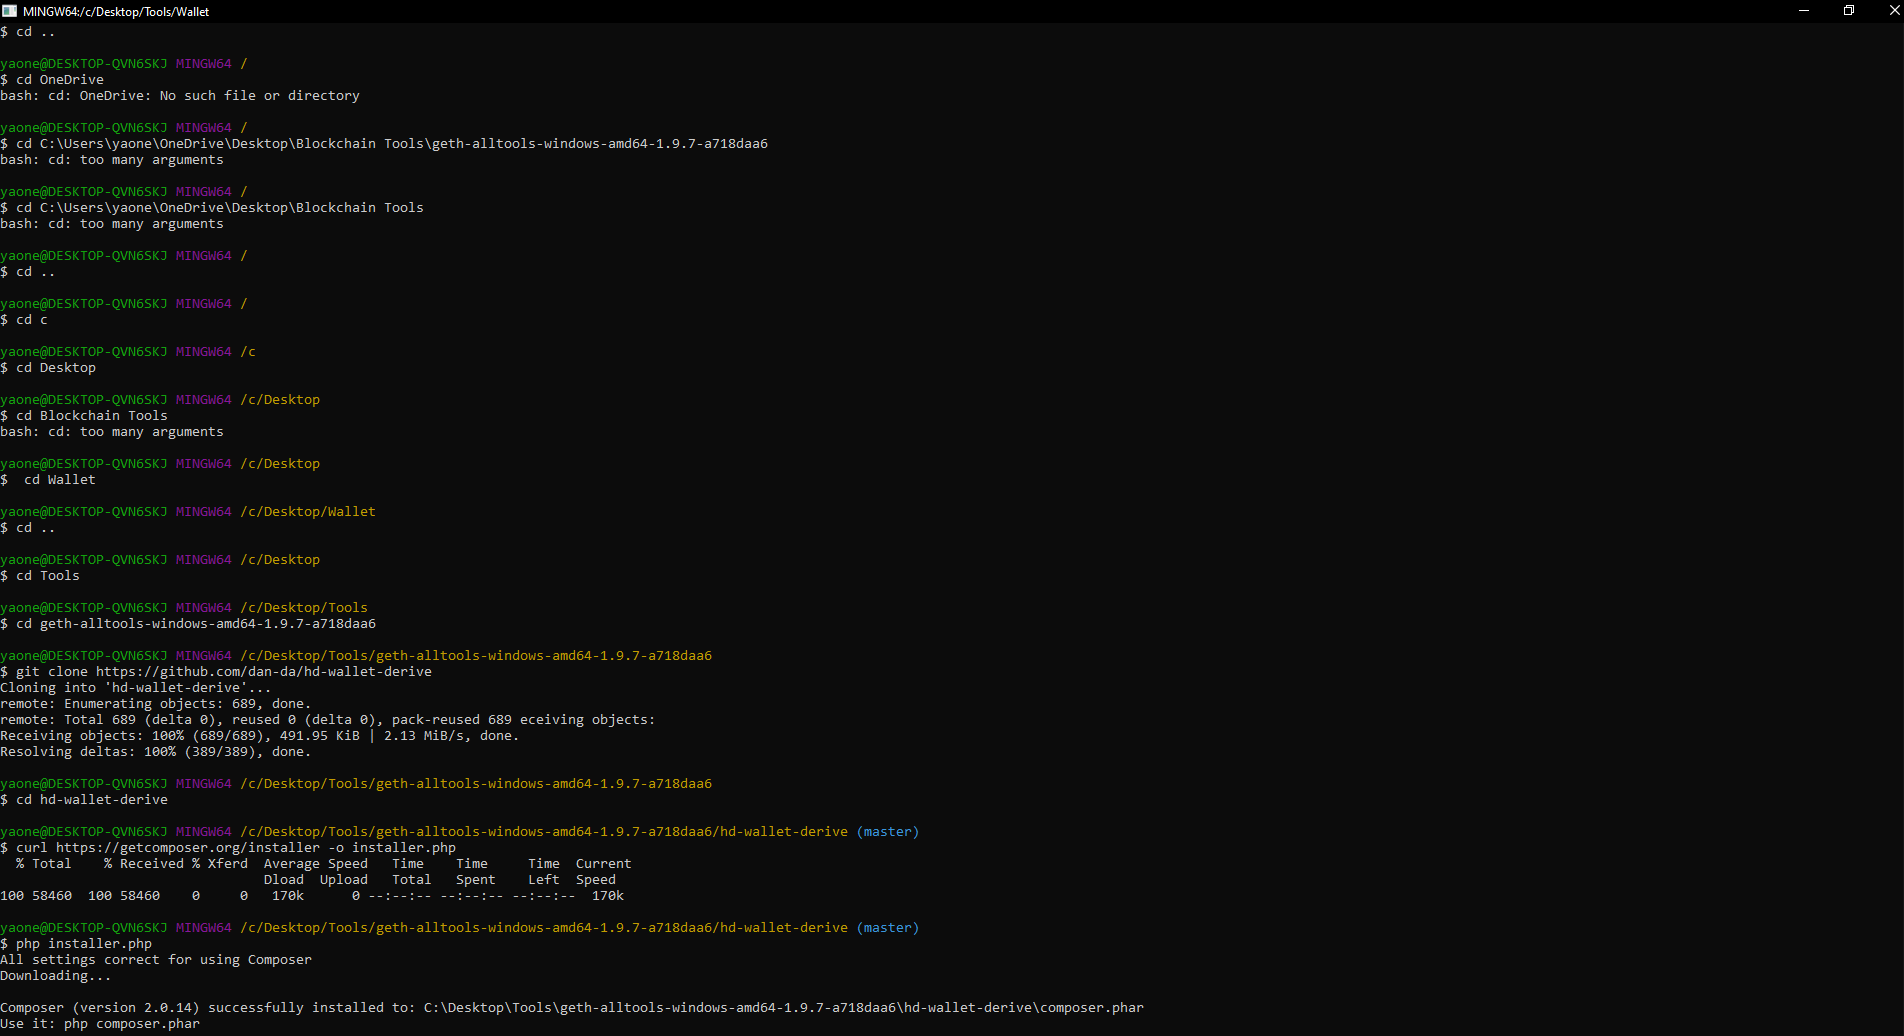 MINGW64:/c/Desktop/Tools/Wallet
$ cd ..
yaone@DESKTOP-QVN6SKJ MINGW64 /
$ cd OneDrive
bash: cd: OneDrive: No such file or directory
yaone@DESKTOP-QVN6SKJ MINGW64 /
$ cd C:\Users\yaone\OneDrive\Desktop\Blockchain Tools\geth-alltools-windows-amd64-1.9.7-a718daa6
bash: cd: too many arguments
yaone@DESKTOP-QVN6SKJ MINGW64 /
$ cd C:\Users\yaone\OneDrive\Desktop\Blockchain Tools
bash: cd: too many arguments
yaone@DESKTOP-QVN6SKJ MINGW64 /
$ cd ..
yaone@DESKTOP-QVN6SKJ MINGW64 /
$ cd c
yaone@DESKTOP-QVN6SKJ MINGW64 /c
$ cd Desktop
yaone@DESKTOP-QVN6SKJ MINGW64 /c/Desktop
$ cd Blockchain Tools
bash: cd: too many arguments
yaone@DESKTOP-QVN6SKJ MINGW64 /c/Desktop
$  cd Wallet
yaone@DESKTOP-QVN6SKJ MINGW64 /c/Desktop/Wallet
$ cd ..
yaone@DESKTOP-QVN6SKJ MINGW64 /c/Desktop
$ cd Tools
yaone@DESKTOP-QVN6SKJ MINGW64 /c/Desktop/Tools
$ cd geth-alltools-windows-amd64-1.9.7-a718daa6
yaone@DESKTOP-QVN6SKJ MINGW64 /c/Desktop/Tools/geth-alltools-windows-amd64-1.9.7-a718daa6
$ git clone https://github.com/dan-da/hd-wallet-derive
Cloning into 'hd-wallet-derive'...
remote: Enumerating objects: 689, done.
remote: Total 689 (delta 0), reused 0 (delta 0), pack-reused 689 eceiving objects:
Receiving objects: 100% (689/689), 491.95 KiB | 2.13 MiB/s, done.
Resolving deltas: 100% (389/389), done.
yaone@DESKTOP-QVN6SKJ MINGW64 /c/Desktop/Tools/geth-alltools-windows-amd64-1.9.7-a718daa6
$ cd hd-wallet-derive
yaone@DESKTOP-QVN6SKJ MINGW64 /c/Desktop/Tools/geth-alltools-windows-amd64-1.9.7-a718daa6/hd-wallet-derive (master)
$ curl https://getcomposer.org/installer -o installer.php
  % Total    % Received % Xferd  Average Speed   Time    Time     Time  Current
                                 Dload  Upload   Total   Spent    Left  Speed
100 58460  100 58460    0     0   170k      0 --:--:-- --:--:-- --:--:--  170k
yaone@DESKTOP-QVN6SKJ MINGW64 /c/Desktop/Tools/geth-alltools-windows-amd64-1.9.7-a718daa6/hd-wallet-derive (master)
$ php installer.php
All settings correct for using Composer
Downloading...
Composer (version 2.0.14) successfully installed to: C:\Desktop\Tools\geth-alltools-windows-amd64-1.9.7-a718daa6\hd-wallet-derive\composer.phar
Use it: php composer.phar